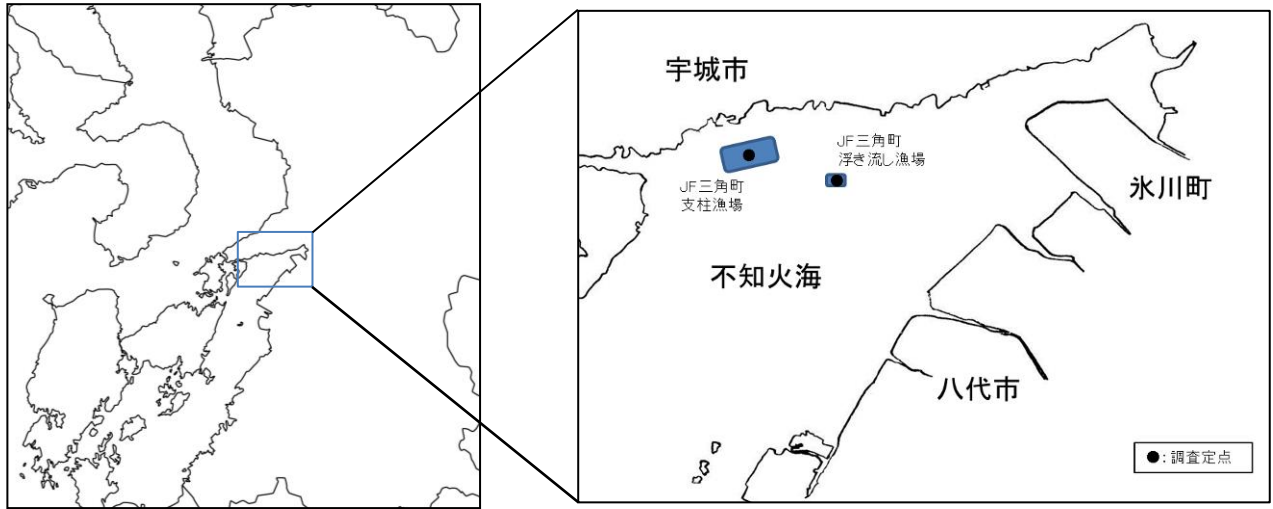 宇城市
JF三角町
浮き流し漁場
JF三角町
支柱漁場
氷川町
不知火海
八代市
●:調査定点